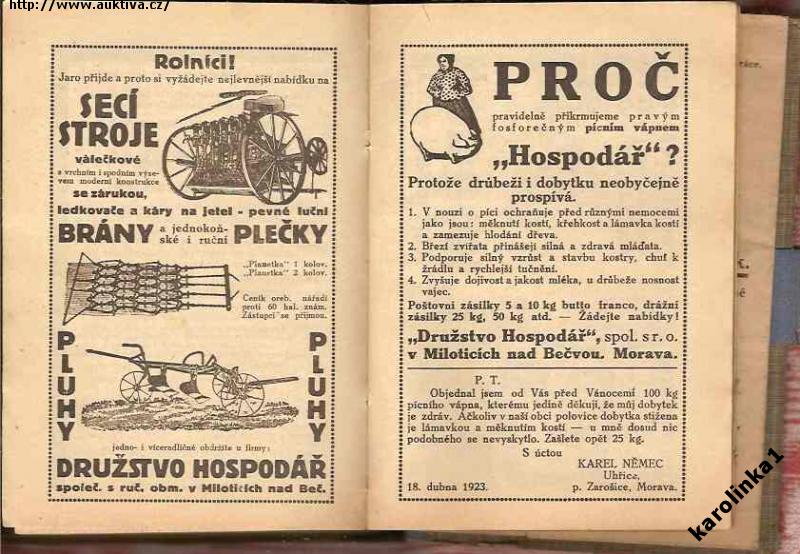 http://www.auktiva.cz/
Rolníci!
Jaro přijde a proto si vyžádejte nejlevnější nabídku na
SECÍ
STROJE
válečkové
s vrchním i spodním výse-
vem moderní konstrukce
se zárukou,
ledkovače a káry na jetel - pevné luční
BRÁNY a jednokoň-
ské i ruční PLEČKY
„Planetka" 1 kolov.
„Planetka" 2 kolov.
Ceník oreb. nářadí
proti 60 hal. znám.
Zástupci se přijmou.
PLUHY
PLUHY
jedno- i víceradličné obdržíte u firmy:
DRUŽSTVO HOSPODÁŘ
společ. s ruč. obm. v Miloticích nad Beč.
PROČ
pravidelně přikrmujeme pravým
fosforečným pícním vápnem
„Hospodář"?
Protože drůbeži i dobytku neobyčejně
prospívá.
1. V nouzi o píci ochraňuje před různými nemocemi
jako jsou: měknutí kostí, křehkost a lámavka kostí
a zamezuje hlodání dřeva.
2. Březí zvířata přinášejí silná a zdravá mláďata.
3. Podporuje silný vzrůst a stavbu kostry, chuť k
žrádlu a rychlejší tučnění.
4. Zvyšuje dojivost a jakost mléka, u drůbeže nosnost
vajec.
Poštovní zásilky 5 a 10 kg butto franco, drážní
zásilky 25 kg, 50 kg atd. — Žádejte nabídky!
„Družstvo Hospodář", spol. s r. o.
v Miloticích nad Bečvou. Morava.
P. T.
Objednal jsem od Vás před Vánocemi 100 kg
pícního vápna, kterému jedině děkuji, že můj dobytek
je zdráv. Ačkoliv v naší obci polovice dobytka stižena
je lámavkou a měknutím kostí — u mně dosud nic
podobného se nevyskytlo. Zašlete opět 25 kg.
S úctou
KAREL NĚMEC
Uhřice,
18. dubna 1923. p. Zarošice, Morava.
karolinka1